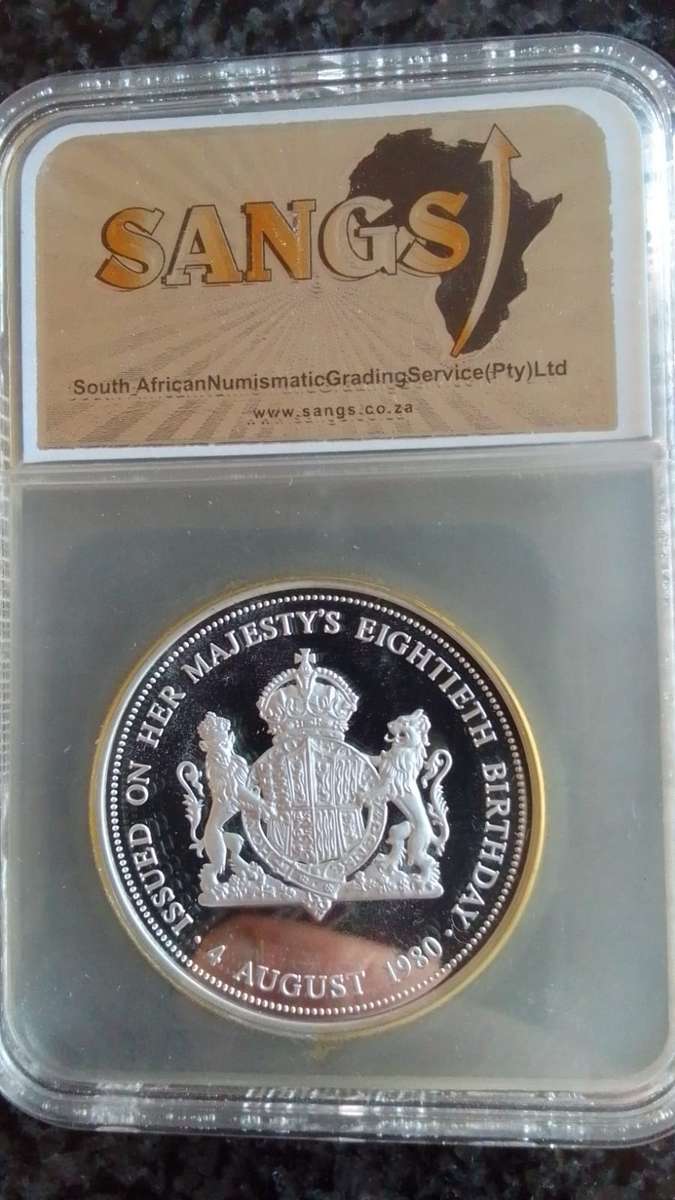 SANGS
South AfricanNumismaticGradingService(Pty)Ltd
www.sangs.co.za
· ISSUED ON HER MAJESTY'S EIGHTIETH BIRTHDAY ·
4 AUGUST 1980